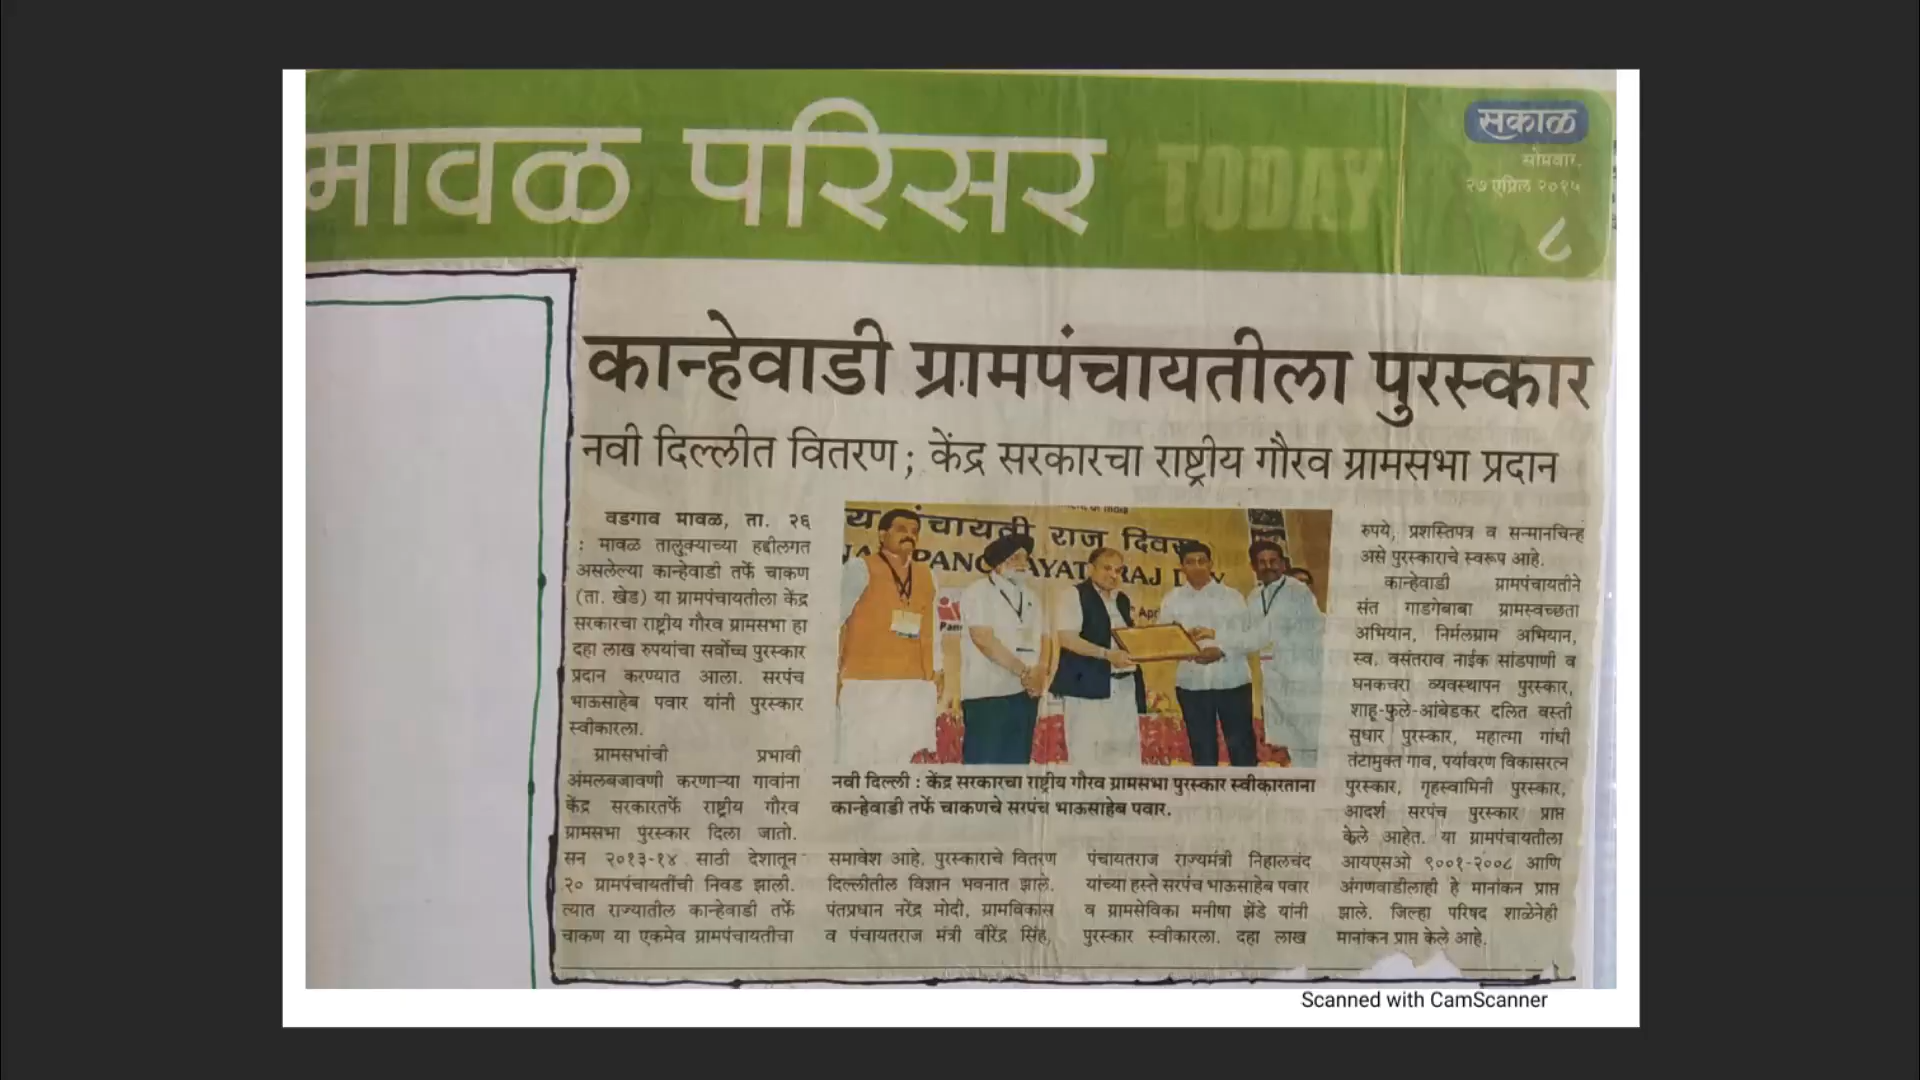 मावळ परिसर TODAY
सकाळ
सोमवार,
२७ एप्रिल २०१५
८
कान्हेवाडी ग्रामपंचायतीला पुरस्कार
नवी दिल्लीत वितरण; केंद्र सरकारचा राष्ट्रीय गौरव ग्रामसभा प्रदान
वडगाव मावळ, ता. २६
: मावळ तालुक्याच्या हद्दीलगत
असलेल्या कान्हेवाडी तर्फे चाकण
(ता. खेड) या ग्रामपंचायतीला केंद्र
सरकारचा राष्ट्रीय गौरव ग्रामसभा हा
दहा लाख रुपयांचा सर्वोच्च पुरस्कार
प्रदान करण्यात आला. सरपंच
भाऊसाहेब पवार यांनी पुरस्कार
स्वीकारला.
ग्रामसभांची प्रभावी
अंमलबजावणी करणाऱ्या गावांना
केंद्र सरकारतर्फे राष्ट्रीय गौरव
ग्रामसभा पुरस्कार दिला जातो.
सन २०१३-१४ साठी देशातून
२० ग्रामपंचायतींची निवड झाली.
त्यात राज्यातील कान्हेवाडी तर्फे
चाकण या एकमेव ग्रामपंचायतीचा
य पंचायती राज दिवस
PANCHAYATI RAJ DAY
Apr
Pan
नवी दिल्ली : केंद्र सरकारचा राष्ट्रीय गौरव ग्रामसभा पुरस्कार स्वीकारताना
कान्हेवाडी तर्फे चाकणचे सरपंच भाऊसाहेब पवार.
समावेश आहे. पुरस्काराचे वितरण
दिल्लीतील विज्ञान भवनात झाले.
पंतप्रधान नरेंद्र मोदी, ग्रामविकास
व पंचायतराज मंत्री वीरेंद्र सिंह,
पंचायतराज राज्यमंत्री निहालचंद
यांच्या हस्ते सरपंच भाऊसाहेब पवार
व ग्रामसेविका मनीषा झेंडे यांनी
पुरस्कार स्वीकारला. दहा लाख
रुपये, प्रशस्तिपत्र व सन्मानचिन्ह
असे पुरस्काराचे स्वरूप आहे.
कान्हेवाडी ग्रामपंचायतीने
संत गाडगेबाबा ग्रामस्वच्छता
अभियान, निर्मलग्राम अभियान,
स्व. वसंतराव नाईक सांडपाणी व
घनकचरा व्यवस्थापन पुरस्कार,
शाहू-फुले-आंबेडकर दलित वस्ती
सुधार पुरस्कार, महात्मा गांधी
तंटामुक्त गाव, पर्यावरण विकासरत्न
पुरस्कार, गृहस्वामिनी पुरस्कार,
आदर्श सरपंच पुरस्कार प्राप्त
केले आहेत. या ग्रामपंचायतीला
आयएसओ ९००१-२००८ आणि
अंगणवाडीलाही हे मानांकन प्राप्त
झाले. जिल्हा परिषद शाळेनेही
मानांकन प्राप्त केले आहे.
Scanned with CamScanner